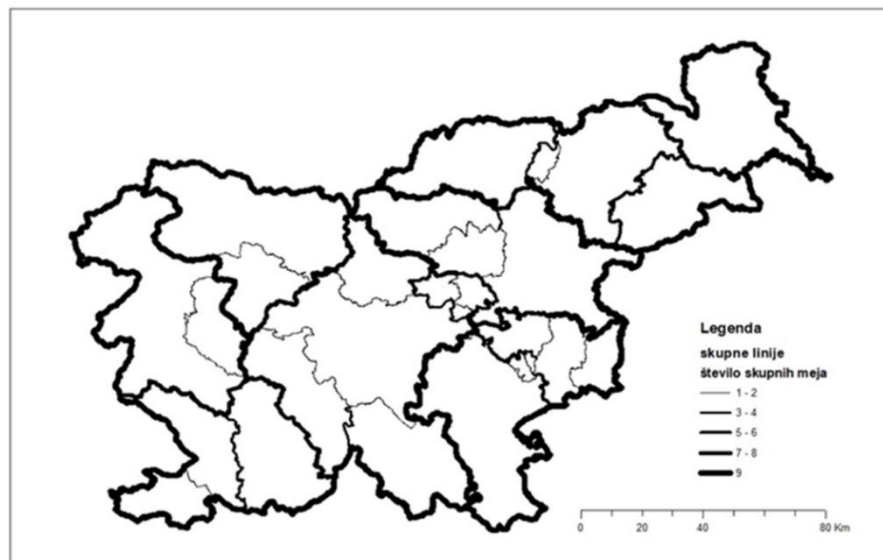 Legenda
skupne linije
število skupnih meja
1 - 2
3 - 4
5 - 6
7 - 8
9
0 20 40 80 Km